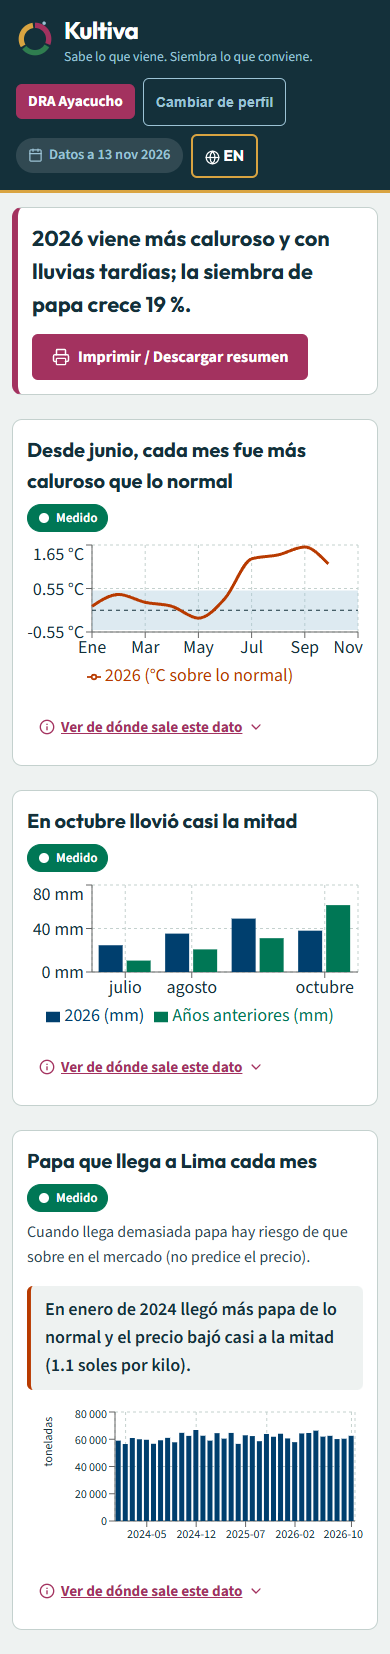 Kultiva
Sabe lo que viene. Siembra lo que conviene.
DRA Ayacucho
Cambiar de perfil
Datos a 13 nov 2026
EN
2026 viene más caluroso y con
lluvias tardías; la siembra de
papa crece 19 %.
Imprimir / Descargar resumen
Desde junio, cada mes fue más
caluroso que lo normal
Medido
1.65 °C
0.55 °C
-0.55 °C
Ene Mar May Jul Sep Nov
2026 (°C sobre lo normal)
Ver de dónde sale este dato
En octubre llovió casi la mitad
Medido
80 mm
40 mm
0 mm
julio agosto octubre
2026 (mm) Años anteriores (mm)
Ver de dónde sale este dato
Papa que llega a Lima cada mes
Medido
Cuando llega demasiada papa hay riesgo de que
sobre en el mercado (no predice el precio).
En enero de 2024 llegó más papa de lo
normal y el precio bajó casi a la mitad
(1.1 soles por kilo).
toneladas
80 000
60 000
40 000
20 000
0
2024-05 2024-12 2025-07 2026-02 2026-10
Ver de dónde sale este dato